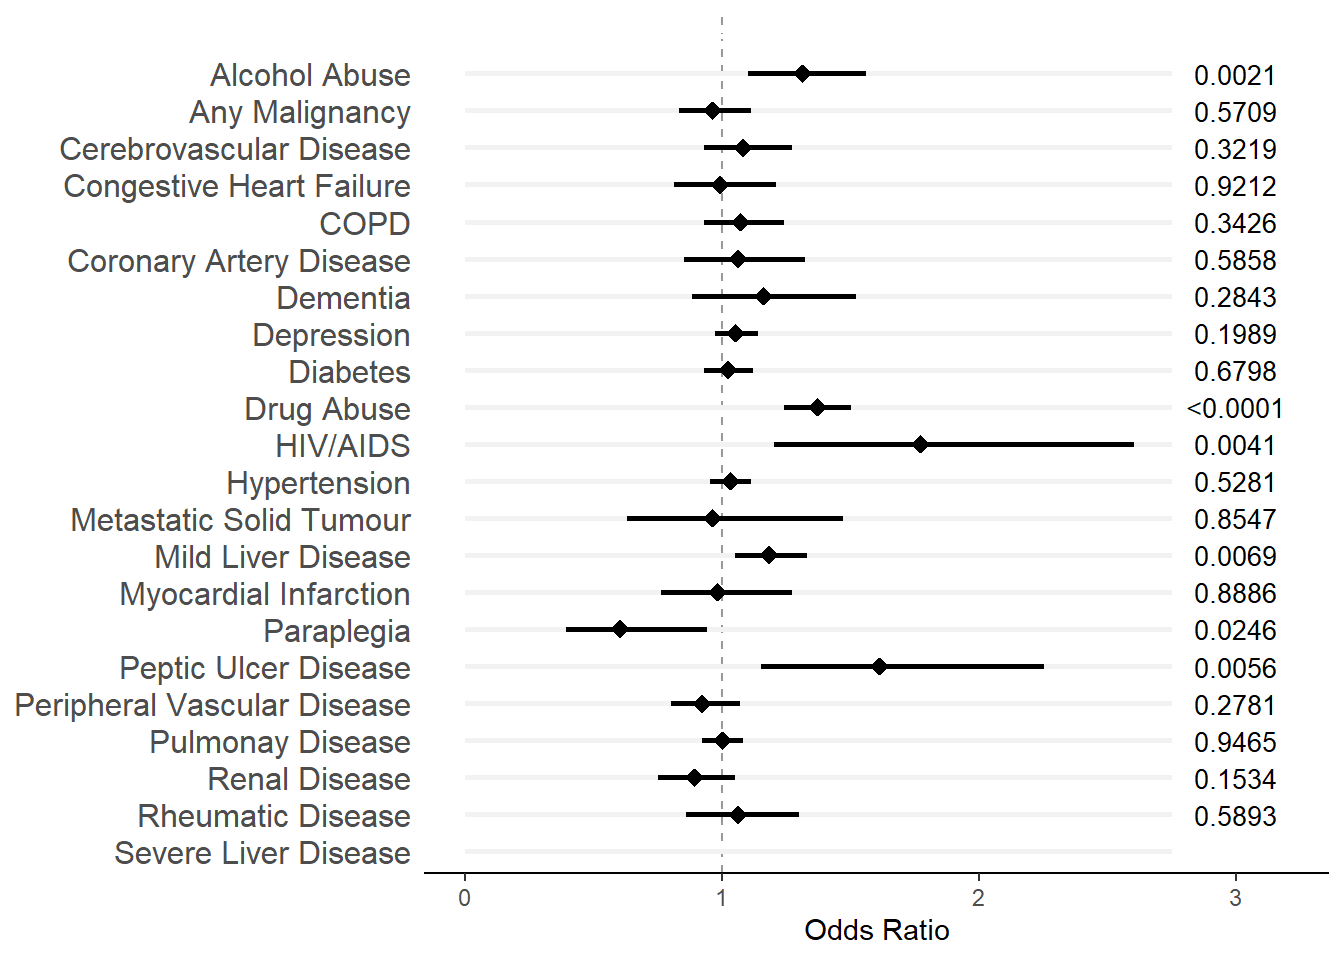 Alcohol Abuse 0.0021
Any Malignancy 0.5709
Cerebrovascular Disease 0.3219
Congestive Heart Failure 0.9212
COPD 0.3426
Coronary Artery Disease 0.5858
Dementia 0.2843
Depression 0.1989
Diabetes 0.6798
Drug Abuse <0.0001
HIV/AIDS 0.0041
Hypertension 0.5281
Metastatic Solid Tumour 0.8547
Mild Liver Disease 0.0069
Myocardial Infarction 0.8886
Paraplegia 0.0246
Peptic Ulcer Disease 0.0056
Peripheral Vascular Disease 0.2781
Pulmonay Disease 0.9465
Renal Disease 0.1534
Rheumatic Disease 0.5893
Severe Liver Disease
0 1 2 3
Odds Ratio